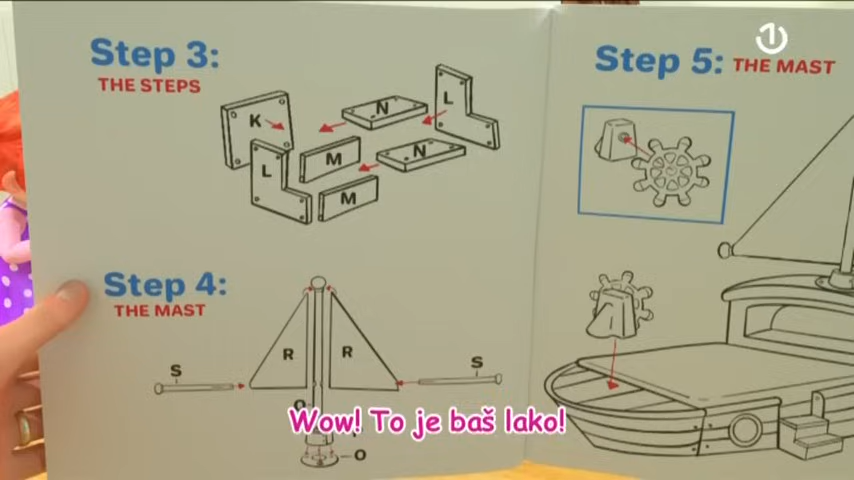 Step 3:
THE STEPS
K
N
L
M
N
L
M
Step 4:
THE MAST
R
R
S
S
O
Step 5: THE MAST
1
Wow! To je baš lako!